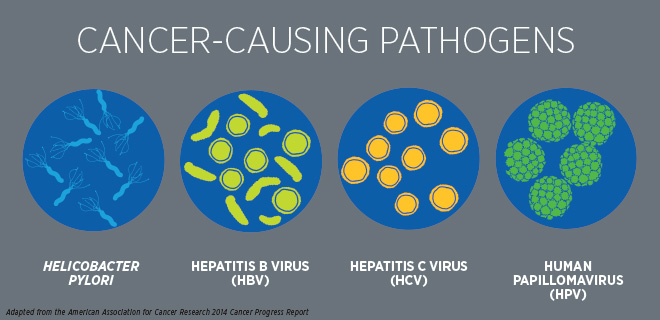 CANCER-CAUSING PATHOGENS
HELICOBACTER
PYLORI
HEPATITIS B VIRUS
(HBV)
HEPATITIS C VIRUS
(HCV)
HUMAN
PAPILLOMAVIRUS
(HPV)
Adapted from the American Association for Cancer Research 2014 Cancer Progress Report